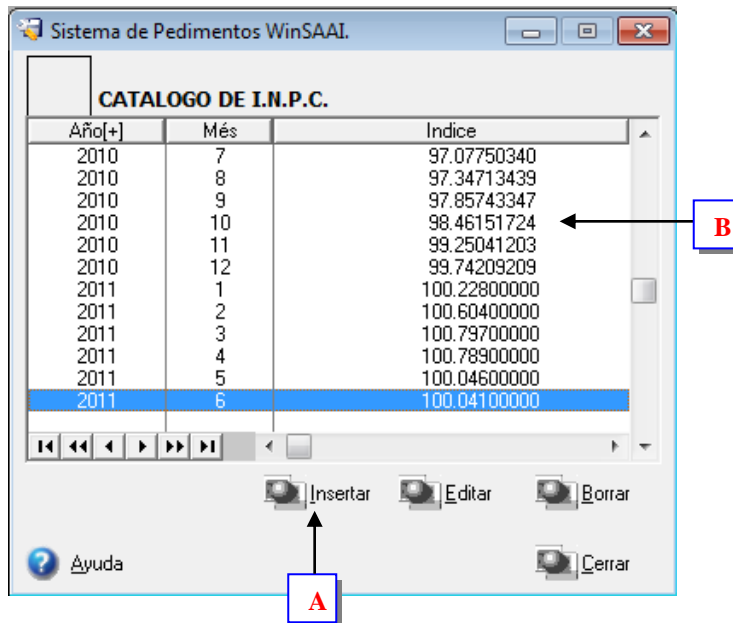 Sistema de Pedimentos WinSAAI.
CATALOGO DE I.N.P.C.
Año[+] Més Indice
2010 7 97.07750340
2010 8 97.34713439
2010 9 97.85743347
2010 10 98.46151724
2010 11 99.25041203
2010 12 99.74209209
2011 1 100.22800000
2011 2 100.60400000
2011 3 100.79700000
2011 4 100.78900000
2011 5 100.04600000
2011 6 100.04100000
B
Insertar Editar Borrar
Ayuda Cerrar
A